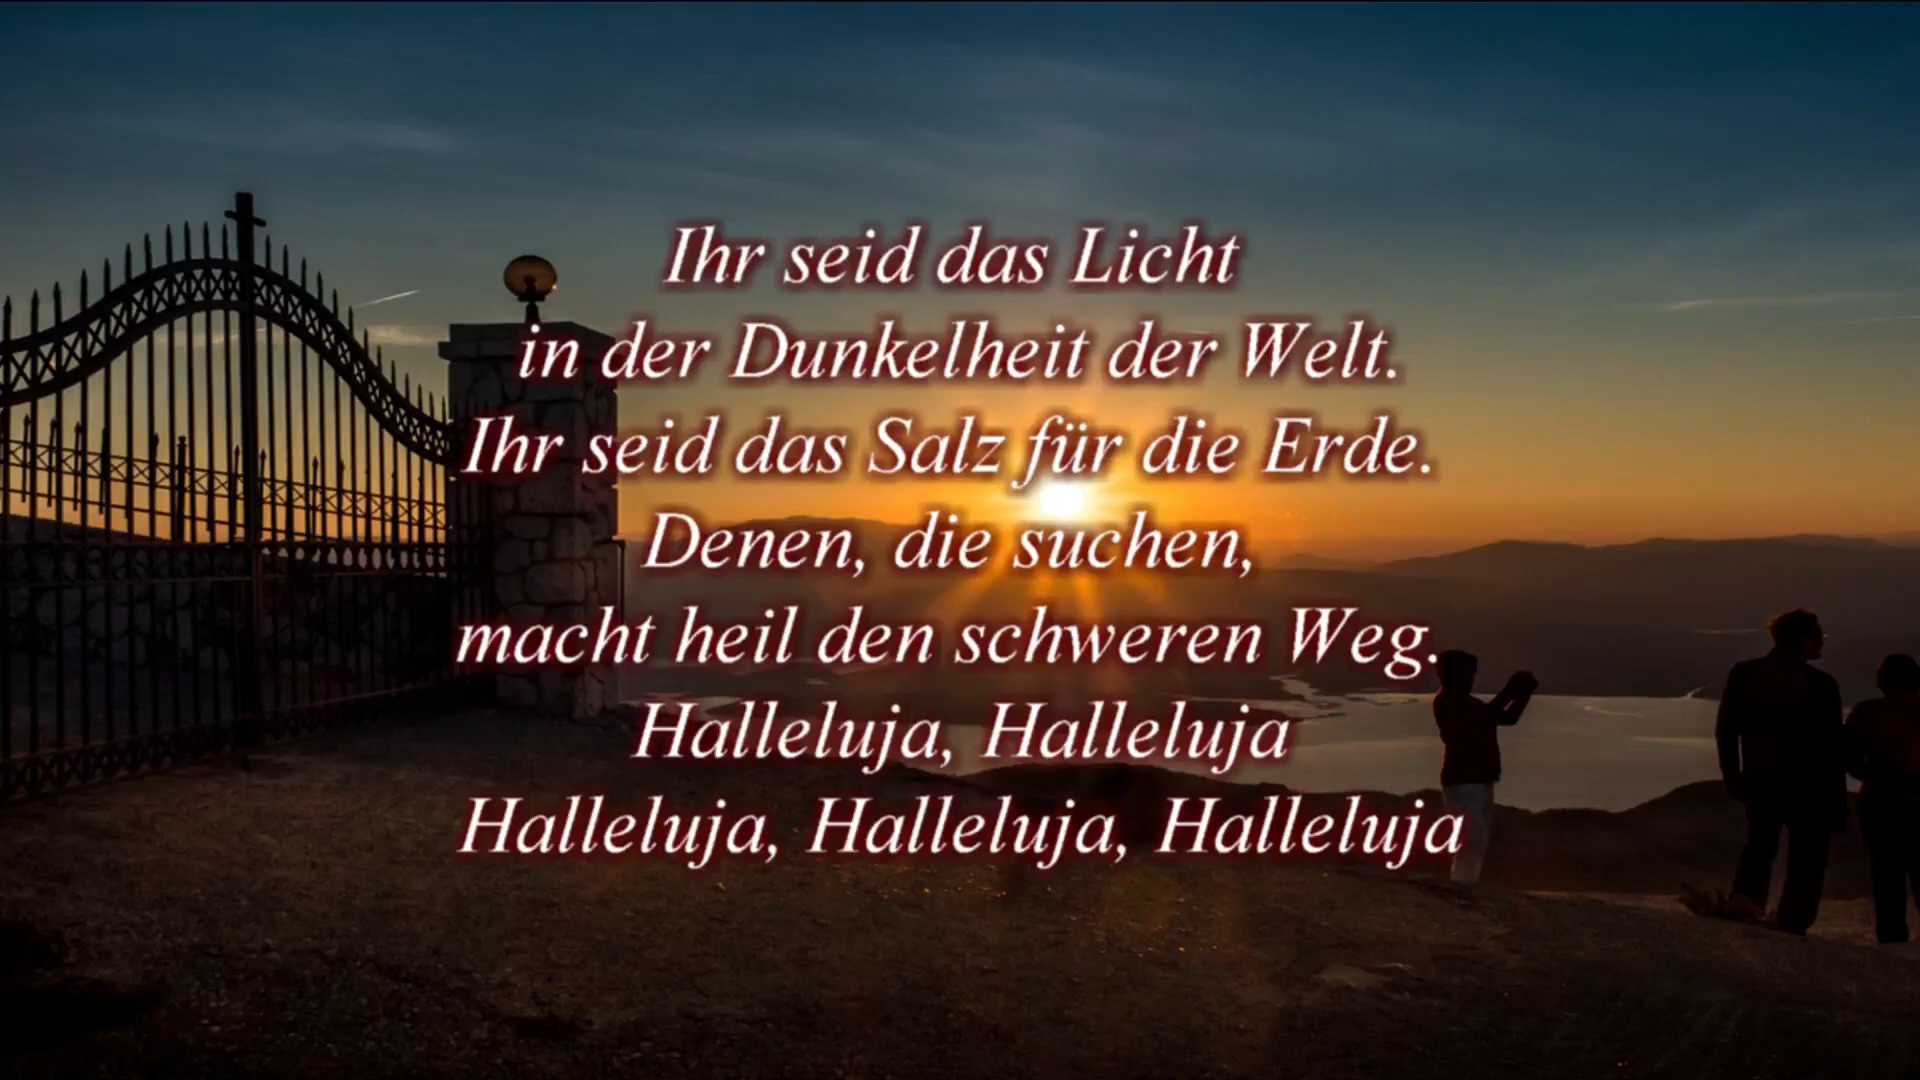 Ihr seid das Licht
in der Dunkelheit der Welt.
Ihr seid das Salz für die Erde.
Denen, die suchen,
macht heil den schweren Weg.
Halleluja, Halleluja
Halleluja, Halleluja, Halleluja